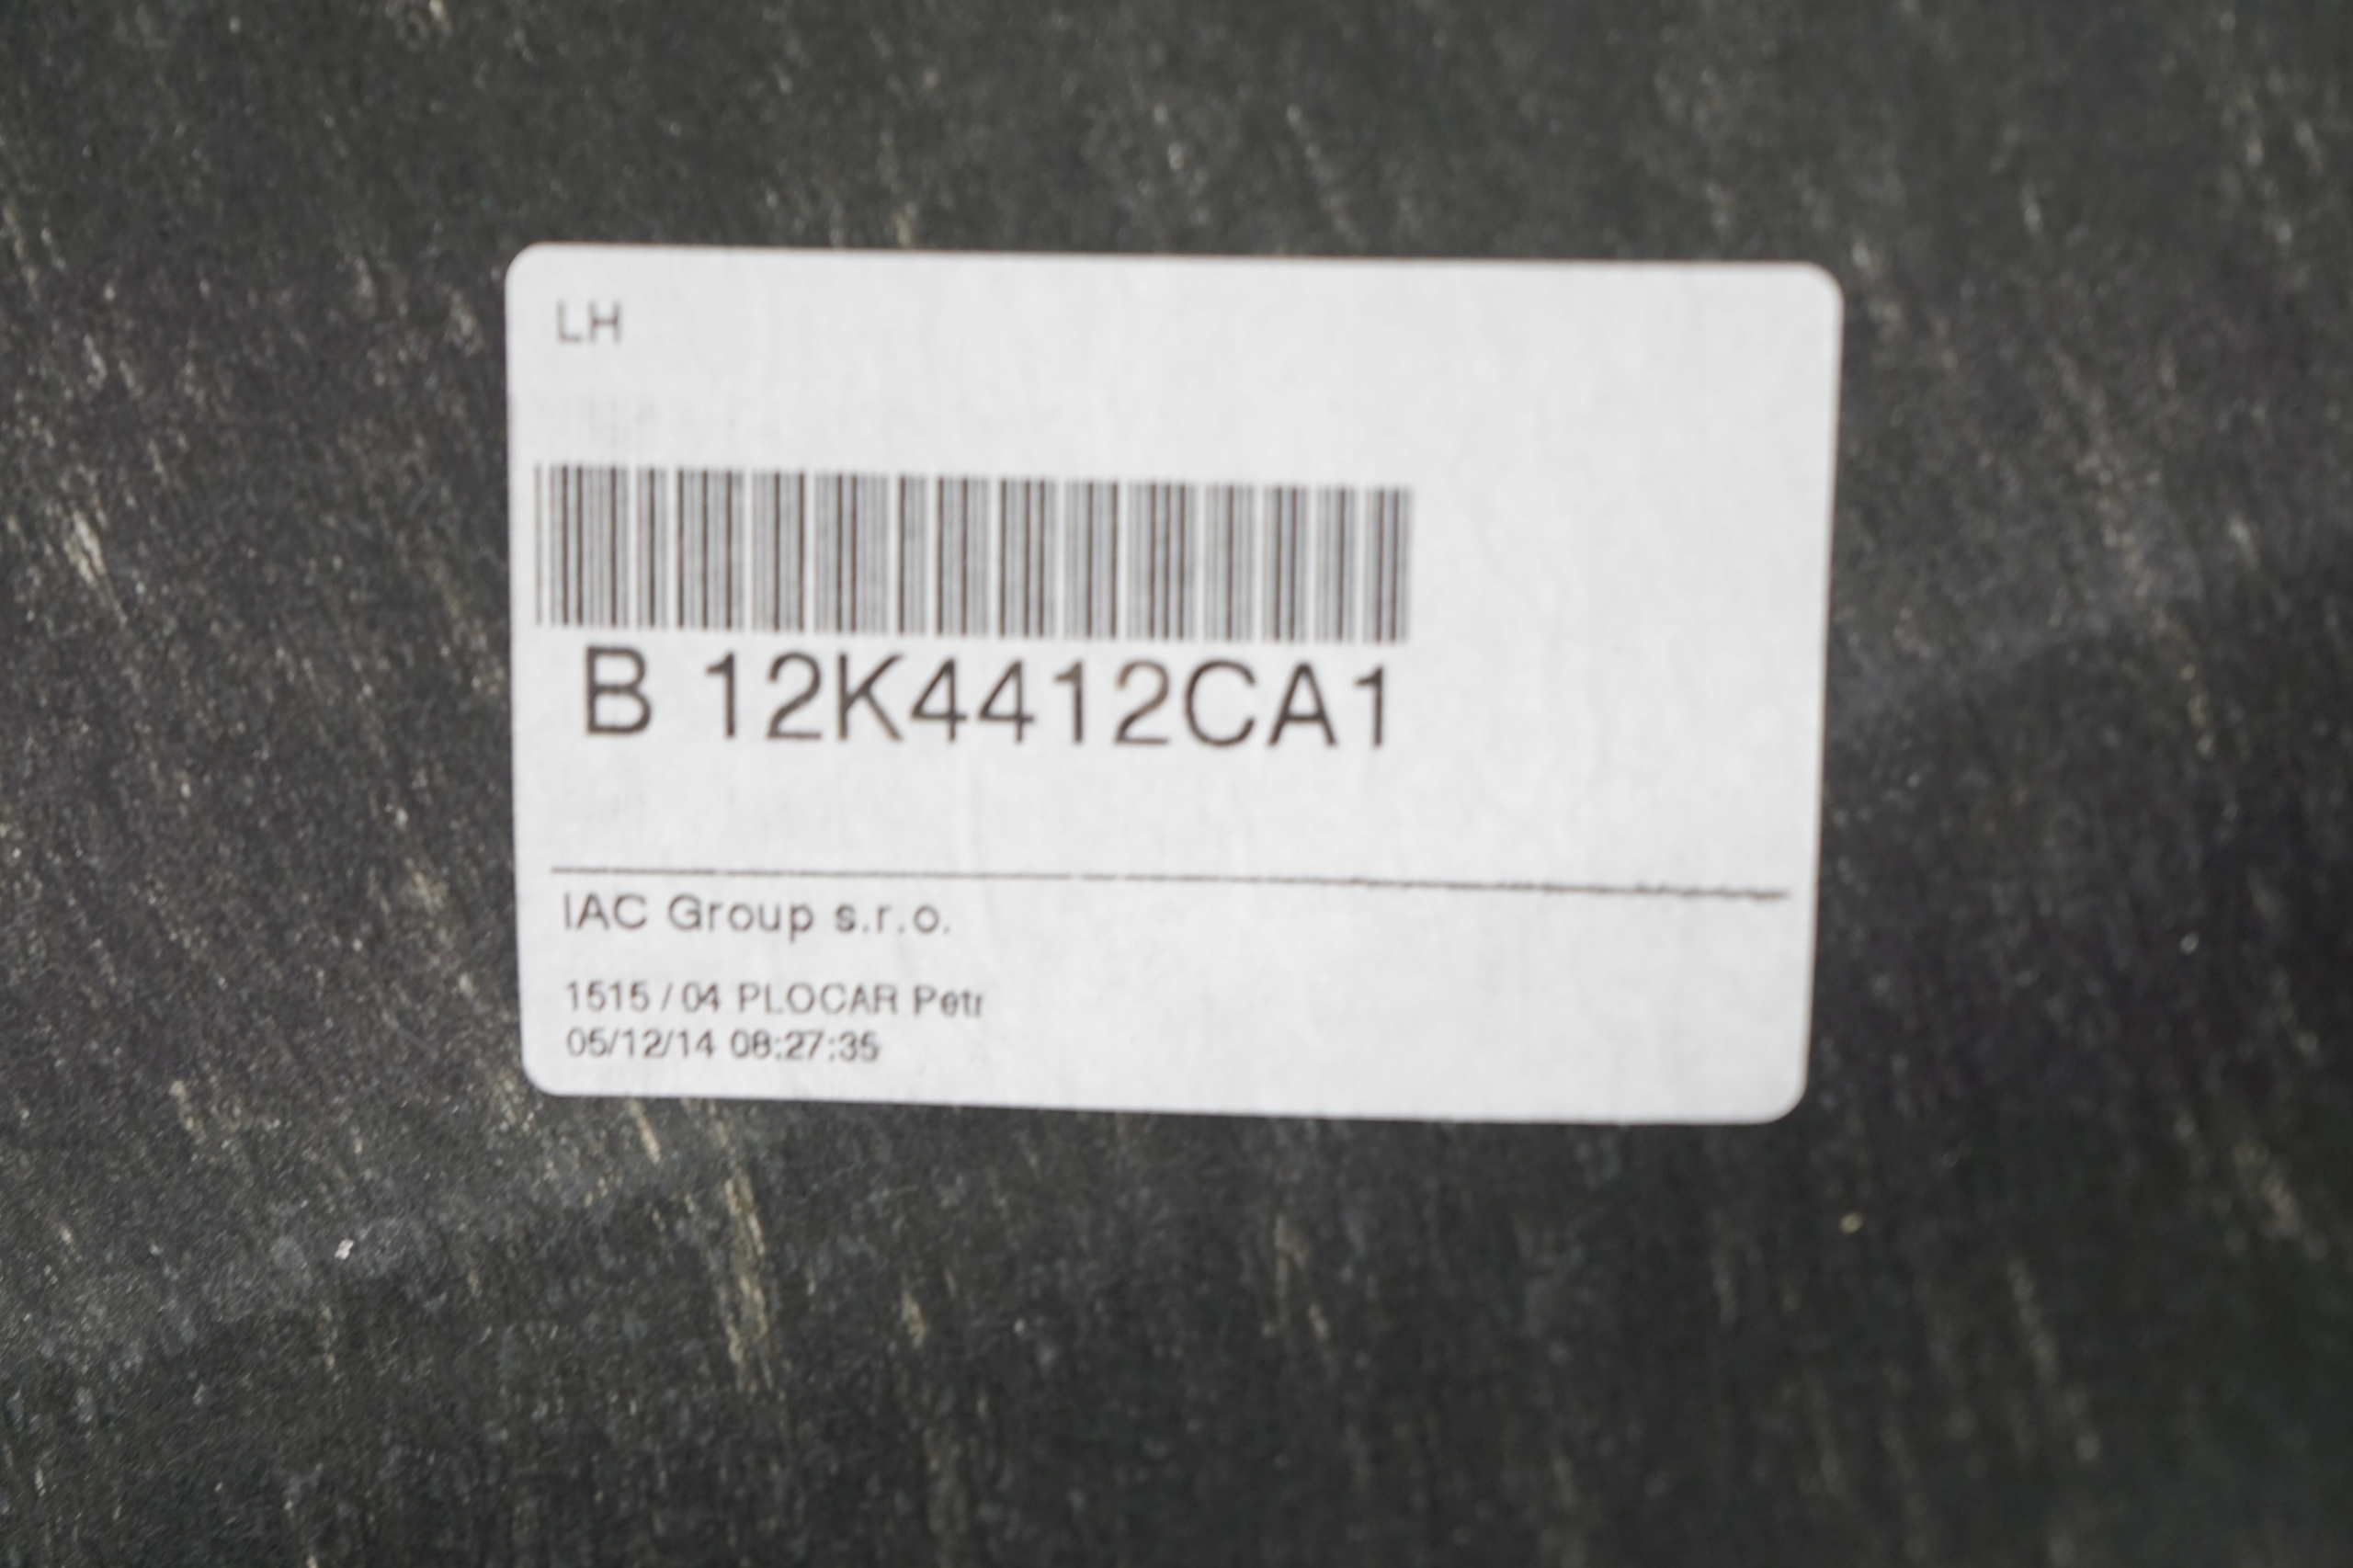 LH
B 12K4412CA1
IAC Group s.r.o.
1515 / 04 PLOCAR Petr
05/12/14 08:27:35